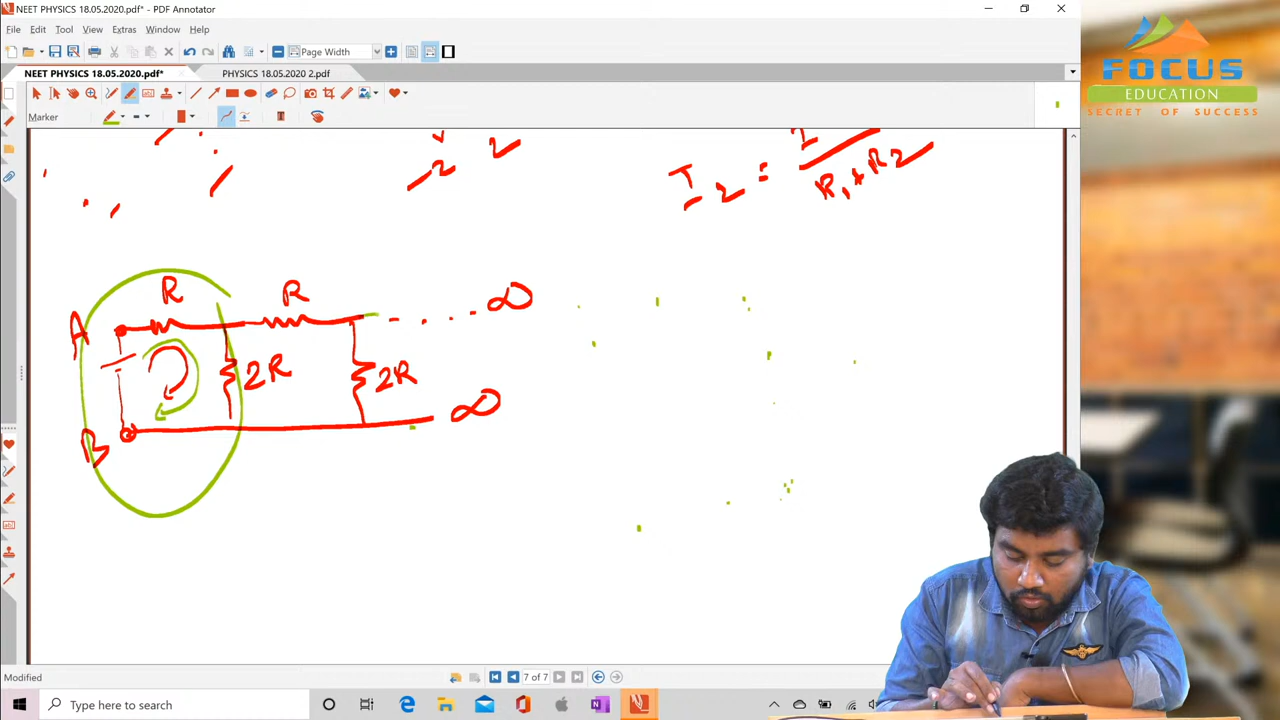 NEET PHYSICS 18.05.2020.pdf* - PDF Annotator
File Edit Tool View Extras Window Help
Page Width
NEET PHYSICS 18.05.2020.pdf*
PHYSICS 18.05.2020 2.pdf
Marker
FOCUS
EDUCATION
SECRET OF SUCCESS
2 2
I2 = I
R1+R2
R R
A ..... ∞
2R 2R
B ∞
Modified
7 of 7
Type here to search